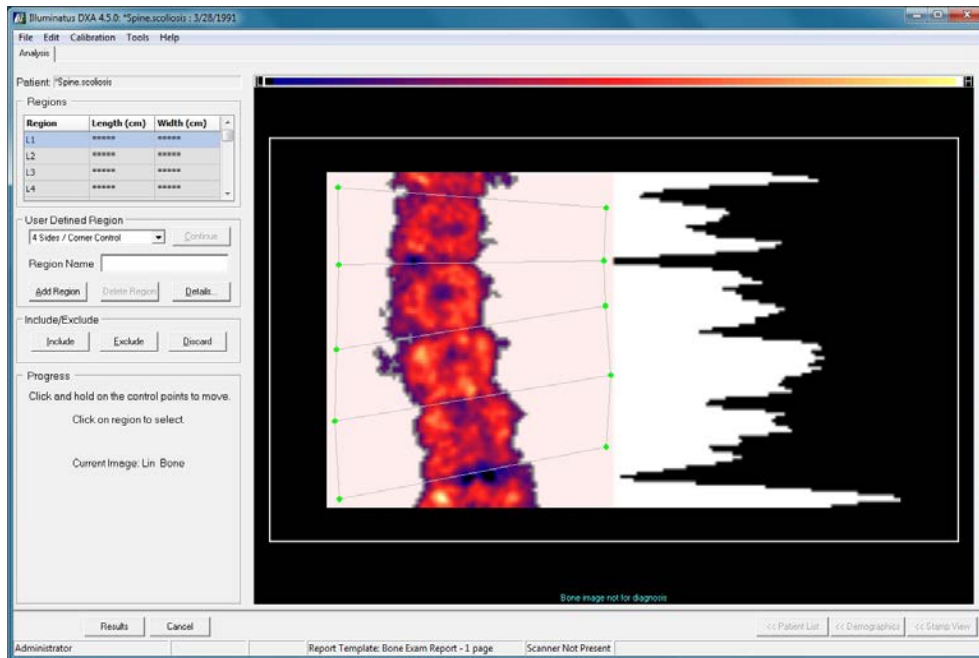 Illuminatus DXA 4.5.0: *Spine.scoliosis : 3/28/1991
File Edit Calibration Tools Help
Analysis
Patient: *Spine.scoliosis
Regions
Region Length (cm) Width (cm)
L1 ***** *****
L2 ***** *****
L3 ***** *****
L4 ***** *****
User Defined Region
4 Sides / Corner Control Continue
Region Name
Add Region Delete Region Details...
Include/Exclude
Include Exclude Discard
Progress
Click and hold on the control points to move.
Click on region to select.
Current Image: Lin Bone
L H
Bone image not for diagnosis
Results Cancel << Patient List << Demographics << Stamp View
Administrator Report Template: Bone Exam Report - 1 page Scanner Not Present